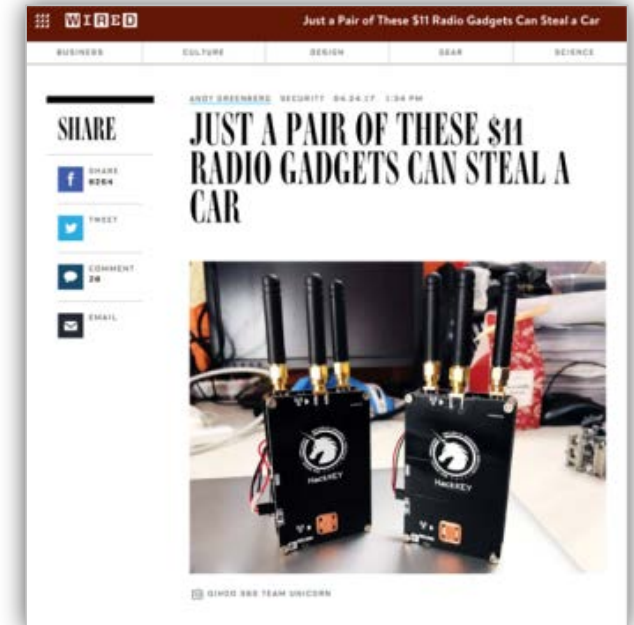 WIRED
Just a Pair of These $11 Radio Gadgets Can Steal a Car
BUSINESS CULTURE DESIGN GEAR SCIENCE
ANDY GREENBERG SECURITY 04.24.17 1:34 PM
SHARE
JUST A PAIR OF THESE $11
RADIO GADGETS CAN STEAL A
CAR
SHARE
8264
TWEET
COMMENT
28
EMAIL
HackKEY
HackKEY
QIHOO 360 TEAM UNICORN